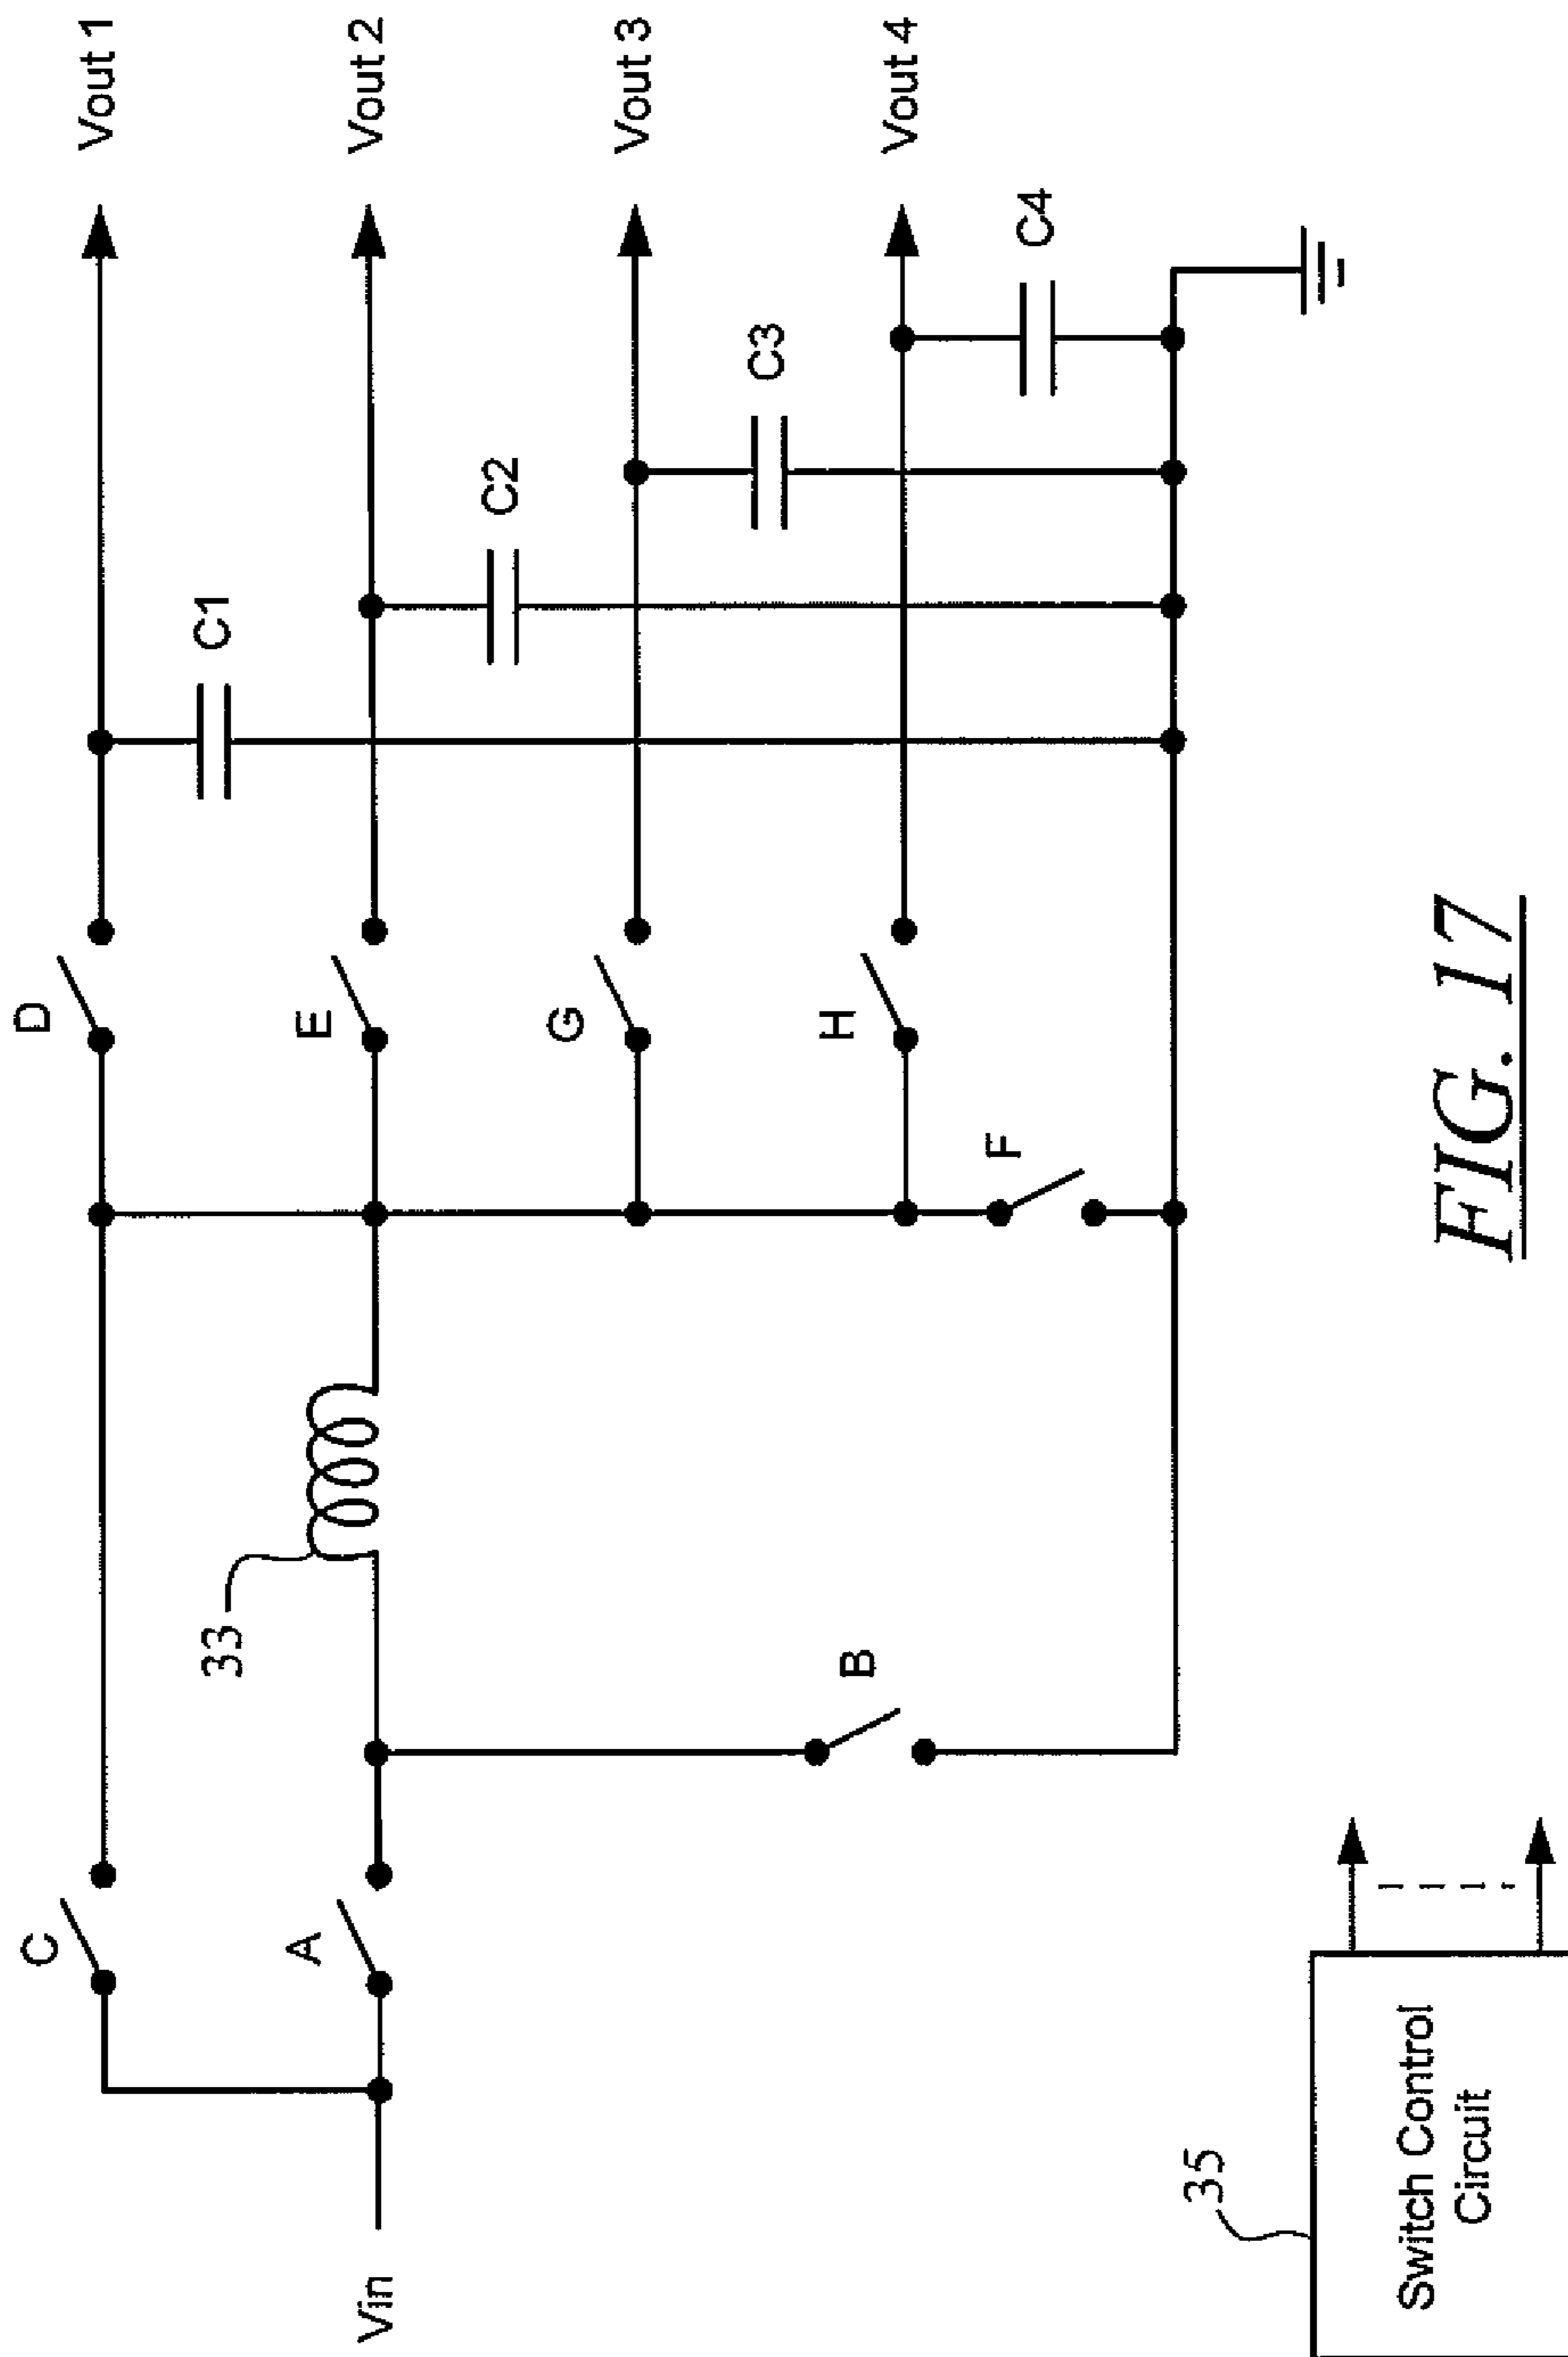 Vout 1
Vout 2
Vout 3
Vout 4
D
C1
E
C2
C
33
G
C3
A
H
C4
Vin
B
F
35
Switch Control
Circuit
FIG. 17